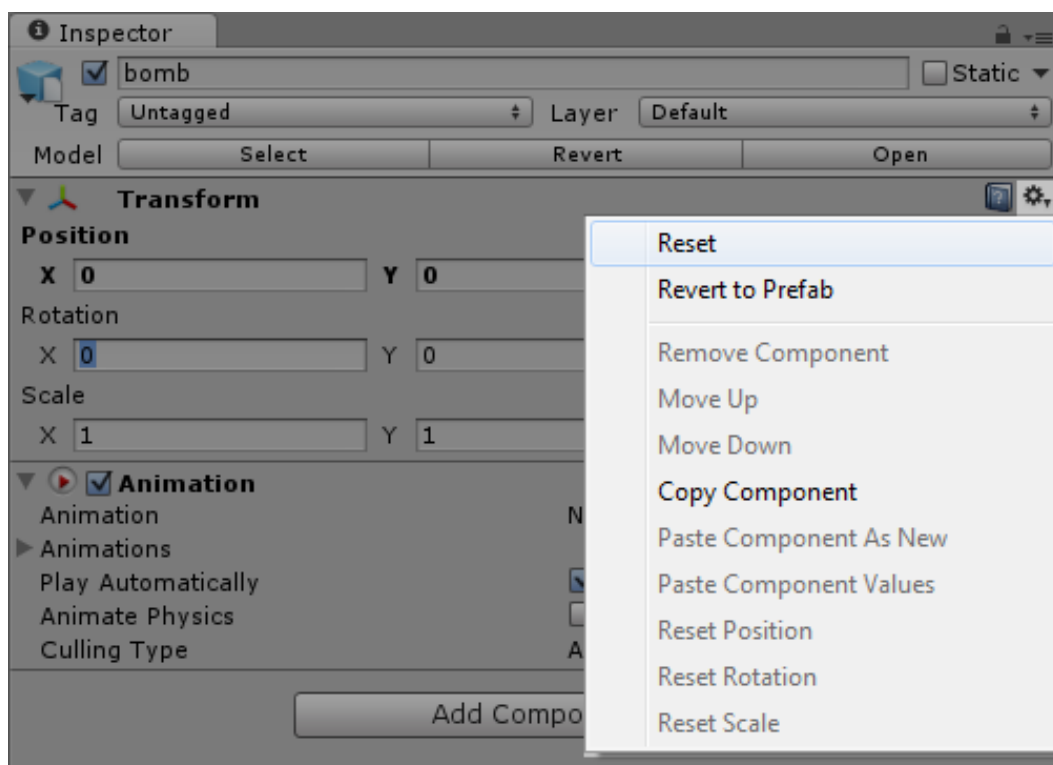 Inspector
bomb Static
Tag Untagged Layer Default
Model Select Revert Open
Transform
Position
X 0 Y 0
Rotation
X 0 Y 0
Scale
X 1 Y 1
Animation
Animation N
Animations
Play Automatically
Animate Physics
Culling Type A
Add Compo
Reset
Revert to Prefab
Remove Component
Move Up
Move Down
Copy Component
Paste Component As New
Paste Component Values
Reset Position
Reset Rotation
Reset Scale